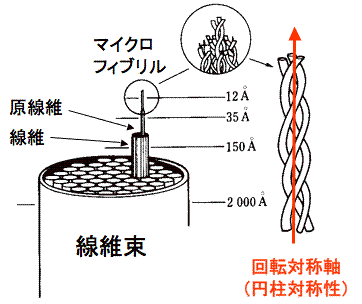 マイクロ
フィブリル
原線維
線維
12 Å
35 Å
150 Å
2 000 Å
線維束
回転対称軸
(円柱対称性)